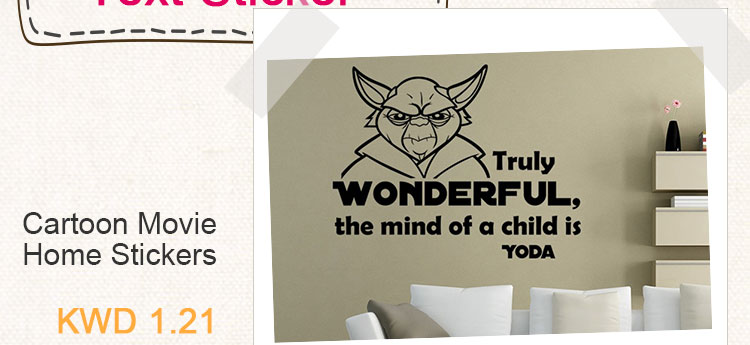 Text Sticker
Truly
WONDERFUL,
the mind of a child is
YODA
Cartoon Movie
Home Stickers
KWD 1.21